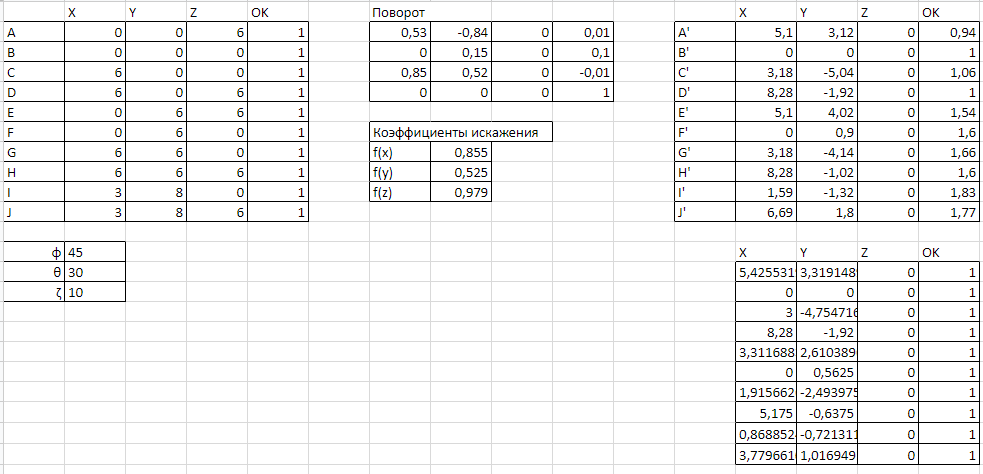 X Y Z OK Поворот X Y Z OK
A 0 0 6 1 0,53 -0,84 0 0,01 A' 5,1 3,12 0 0,94
B 0 0 0 1 0 0,15 0 0,1 B' 0 0 0 1
C 6 0 0 1 0,85 0,52 0 -0,01 C' 3,18 -5,04 0 1,06
D 6 0 6 1 0 0 0 1 D' 8,28 -1,92 0 1
E 0 6 6 1 E' 5,1 4,02 0 1,54
F 0 6 0 1 Коэффициенты искажения F' 0 0,9 0 1,6
G 6 6 0 1 f(x) 0,855 G' 3,18 -4,14 0 1,66
H 6 6 6 1 f(y) 0,525 H' 8,28 -1,02 0 1,6
I 3 8 0 1 f(z) 0,979 I' 1,59 -1,32 0 1,83
J 3 8 6 1 J' 6,69 1,8 0 1,77
ϕ 45 X Y Z OK
θ 30 5,425531 3,319148 0 1
ζ 10 0 0 0 1
3 -4,754716 0 1
8,28 -1,92 0 1
3,311688 2,610389 0 1
0 0,5625 0 1
1,915662 -2,493975 0 1
5,175 -0,6375 0 1
0,868852 -0,721311 0 1
3,779661 1,016949 0 1